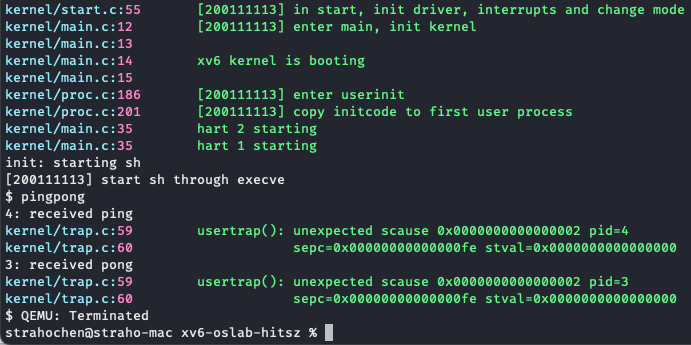 kernel/start.c:55 [200111113] in start, init driver, interrupts and change mode
kernel/main.c:12 [200111113] enter main, init kernel
kernel/main.c:13
kernel/main.c:14 xv6 kernel is booting
kernel/main.c:15
kernel/proc.c:186 [200111113] enter userinit
kernel/proc.c:201 [200111113] copy initcode to first user process
kernel/main.c:35 hart 2 starting
kernel/main.c:35 hart 1 starting
init: starting sh
[200111113] start sh through execve
$ pingpong
4: received ping
kernel/trap.c:59 usertrap(): unexpected scause 0x0000000000000002 pid=4
kernel/trap.c:60 sepc=0x00000000000000fe stval=0x0000000000000000
3: received pong
kernel/trap.c:59 usertrap(): unexpected scause 0x0000000000000002 pid=3
kernel/trap.c:60 sepc=0x00000000000000fe stval=0x0000000000000000
$ QEMU: Terminated
strahochen@straho-mac xv6-oslab-hitsz %